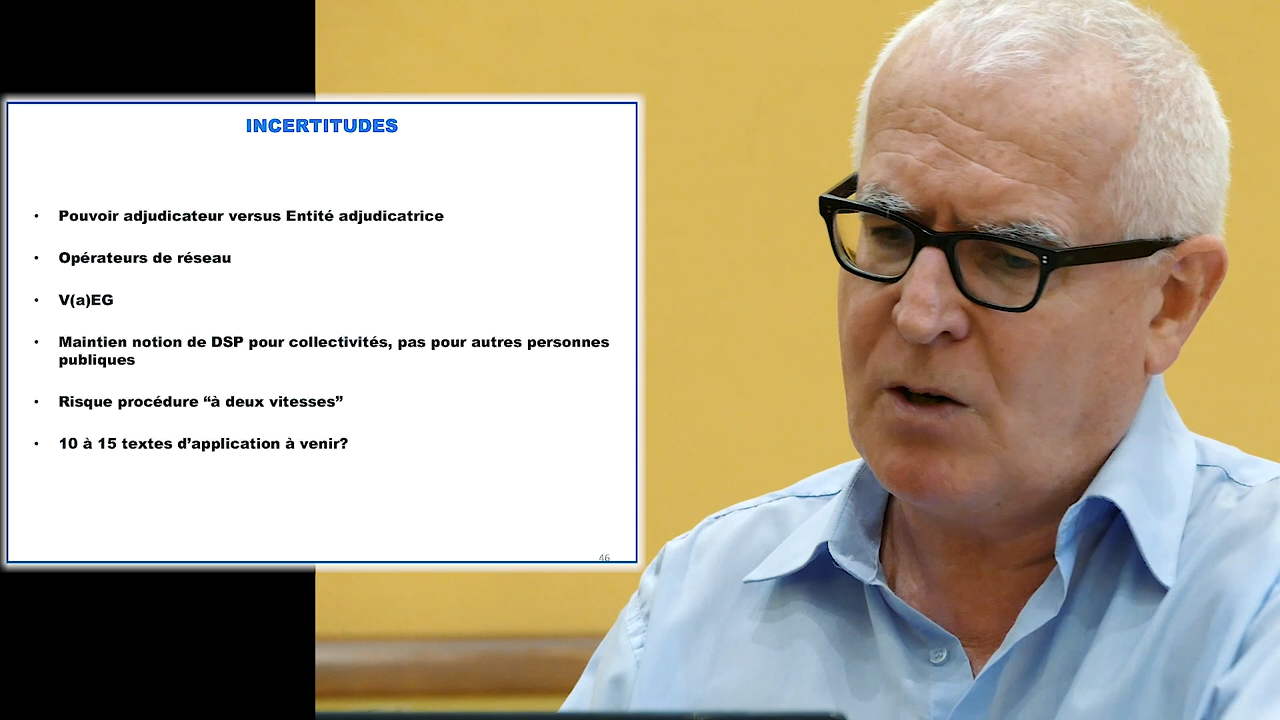 INCERTITUDES
• Pouvoir adjudicateur versus Entité adjudicatrice
• Opérateurs de réseau
• V(a)EG
• Maintien notion de DSP pour collectivités, pas pour autres personnes
publiques
• Risque procédure “à deux vitesses”
• 10 à 15 textes d’application à venir?
46